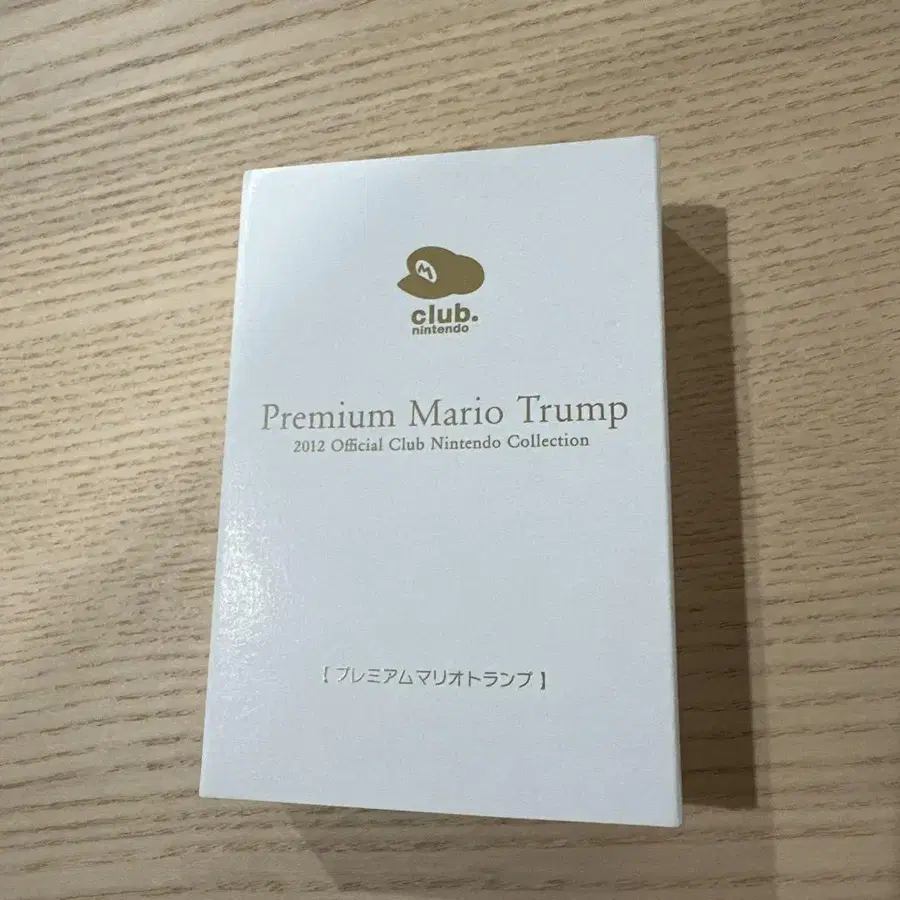 M
club.
nintendo
Premium Mario Trump
2012 Official Club Nintendo Collection
【プレミアムマリオトランプ】